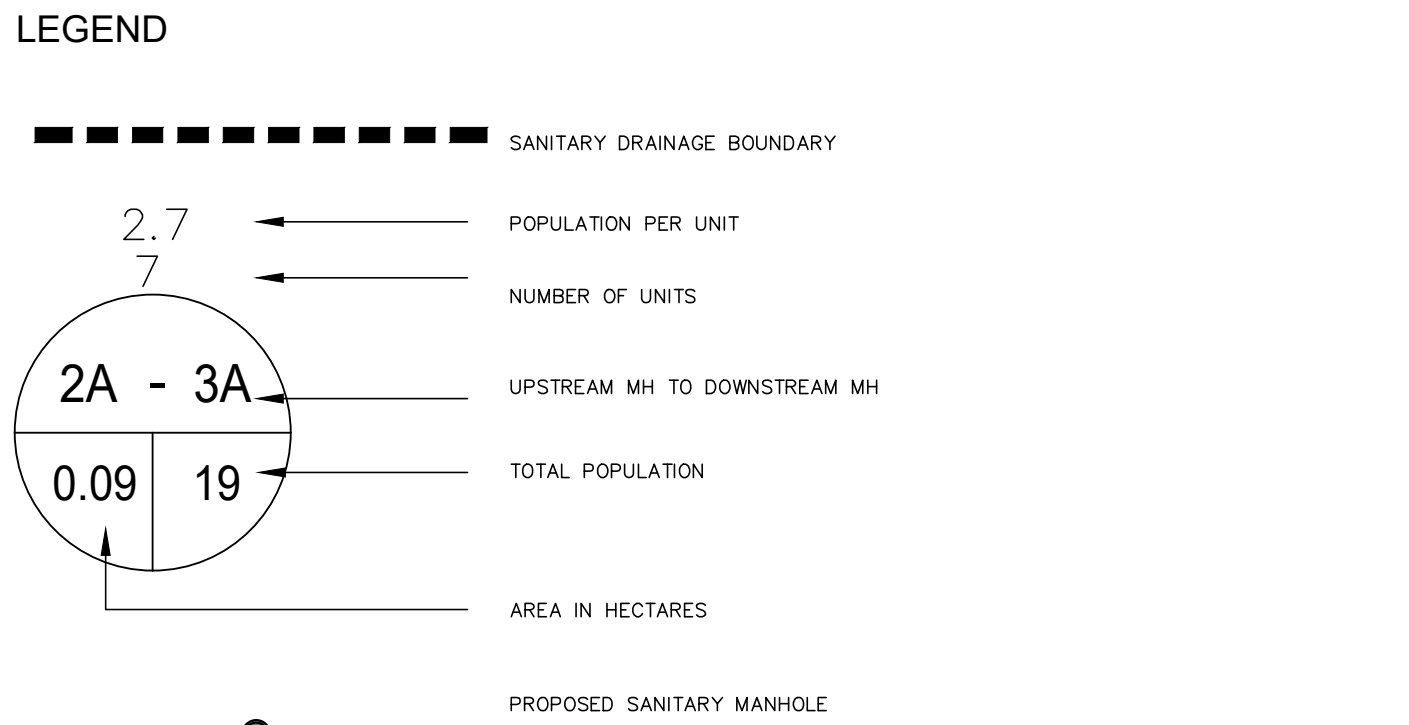 LEGEND
SANITARY DRAINAGE BOUNDARY
2.7
POPULATION PER UNIT
7
NUMBER OF UNITS
2A - 3A
UPSTREAM MH TO DOWNSTREAM MH
0.09 19
TOTAL POPULATION
AREA IN HECTARES
PROPOSED SANITARY MANHOLE